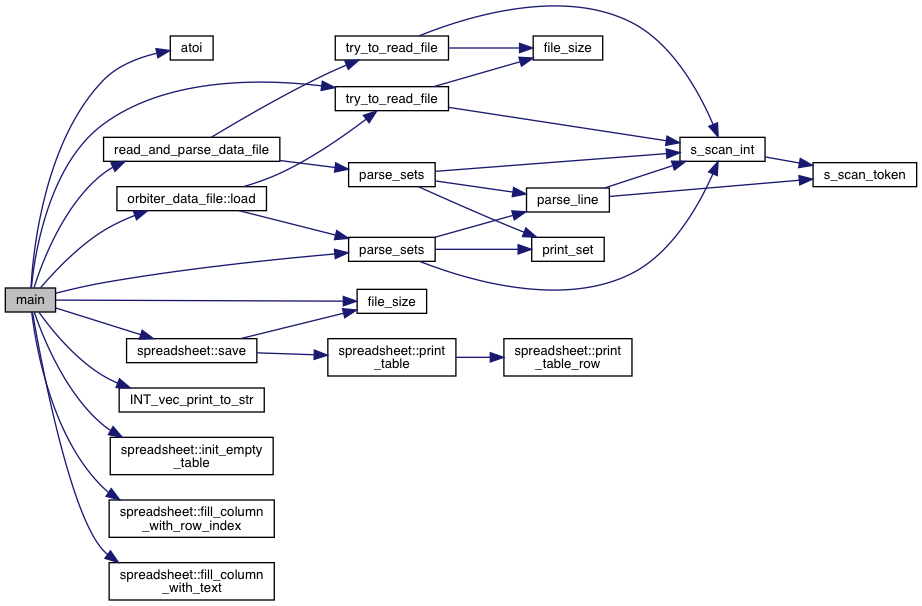 main
atoi
try_to_read_file
file_size
try_to_read_file
read_and_parse_data_file
s_scan_int
parse_sets
s_scan_token
orbiter_data_file::load
parse_line
parse_sets
print_set
file_size
spreadsheet::save
spreadsheet::print
_table
spreadsheet::print
_table_row
INT_vec_print_to_str
spreadsheet::init_empty
_table
spreadsheet::fill_column
_with_row_index
spreadsheet::fill_column
_with_text